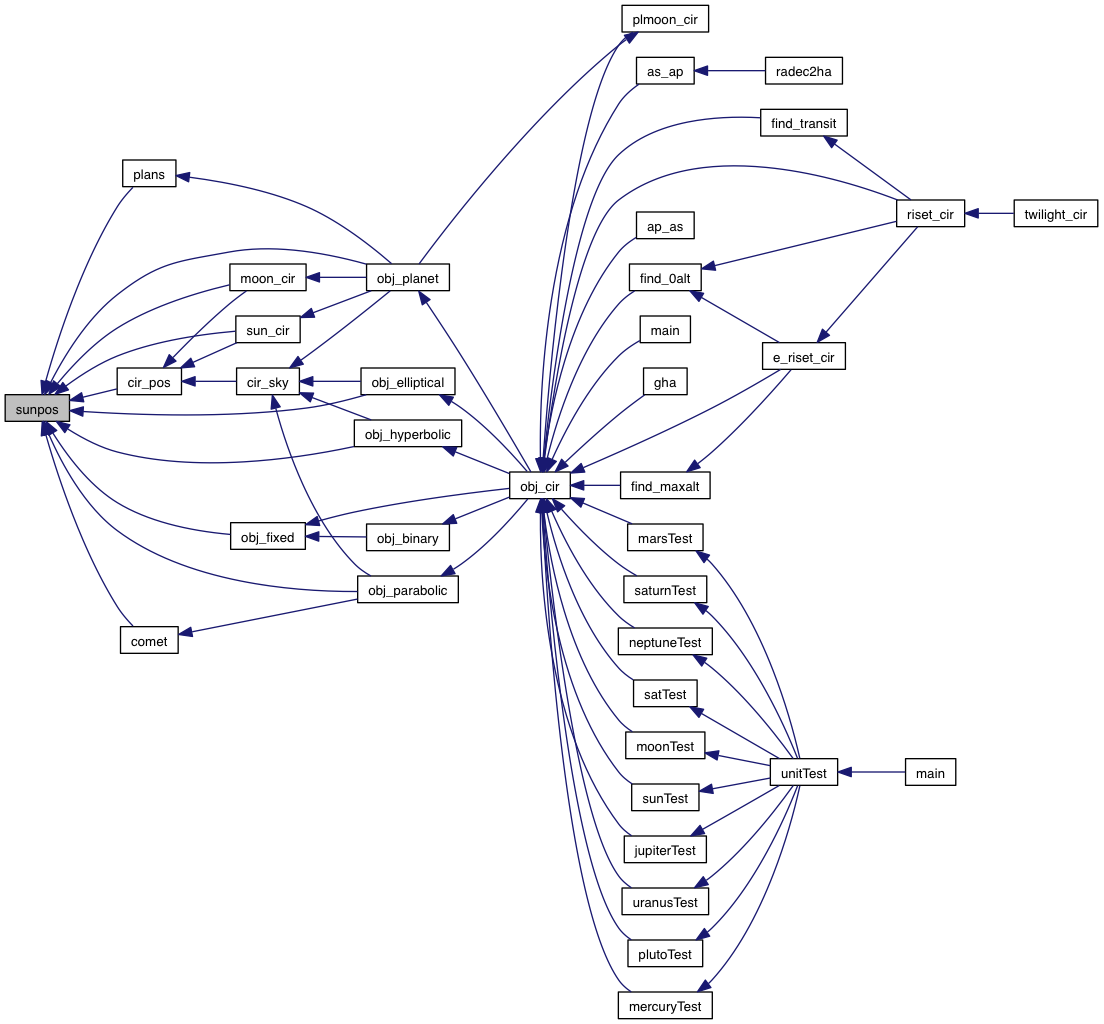 plmoon_cir
as_ap
radec2ha
find_transit
plans
riset_cir
twilight_cir
ap_as
moon_cir
obj_planet
find_0alt
sun_cir
main
e_riset_cir
cir_pos
cir_sky
obj_elliptical
gha
sunpos
obj_hyperbolic
obj_cir
find_maxalt
obj_fixed
obj_binary
marsTest
obj_parabolic
saturnTest
comet
neptuneTest
satTest
moonTest
unitTest
main
sunTest
jupiterTest
uranusTest
plutoTest
mercuryTest